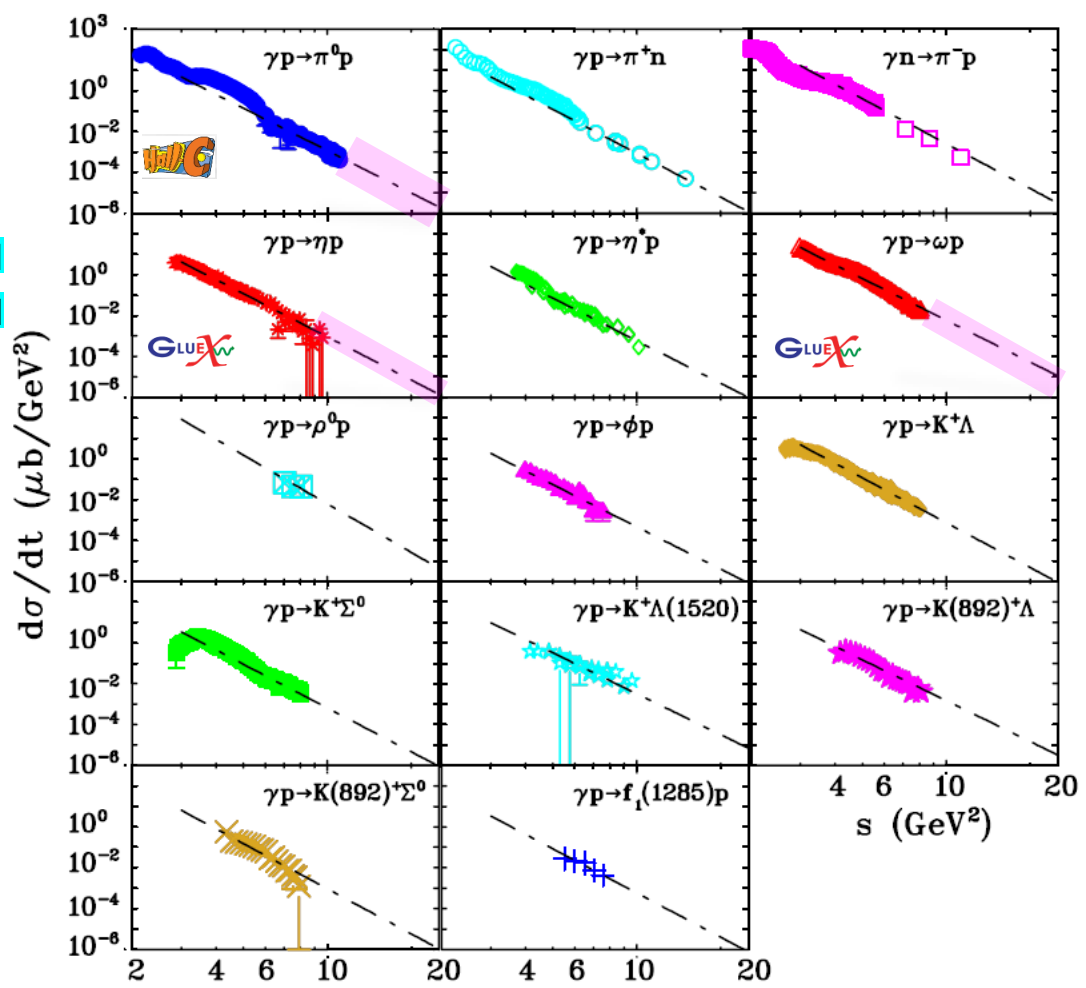 10³
10⁰
10⁻²
10⁻⁴
10⁻⁶
γp→π⁰p
γp→π⁺n
γn→π⁻p
Hall C
10⁰
10⁻²
10⁻⁴
10⁻⁶
γp→ηp
γp→η*p
γp→ωp
GLUEX
GLUEX
10⁰
10⁻²
10⁻⁴
10⁻⁶
γp→ρ⁰p
γp→ϕp
γp→K⁺Λ
dσ/dt (μb/GeV²)
10⁰
10⁻²
10⁻⁴
10⁻⁶
γp→K⁺Σ⁰
γp→K⁺Λ(1520)
γp→K(892)⁺Λ
4 6 10 20
s (GeV²)
10⁰
10⁻²
10⁻⁴
10⁻⁶
γp→K(892)⁺Σ⁰
γp→f₁(1285)p
2 4 6 10 20 4 6 10 20